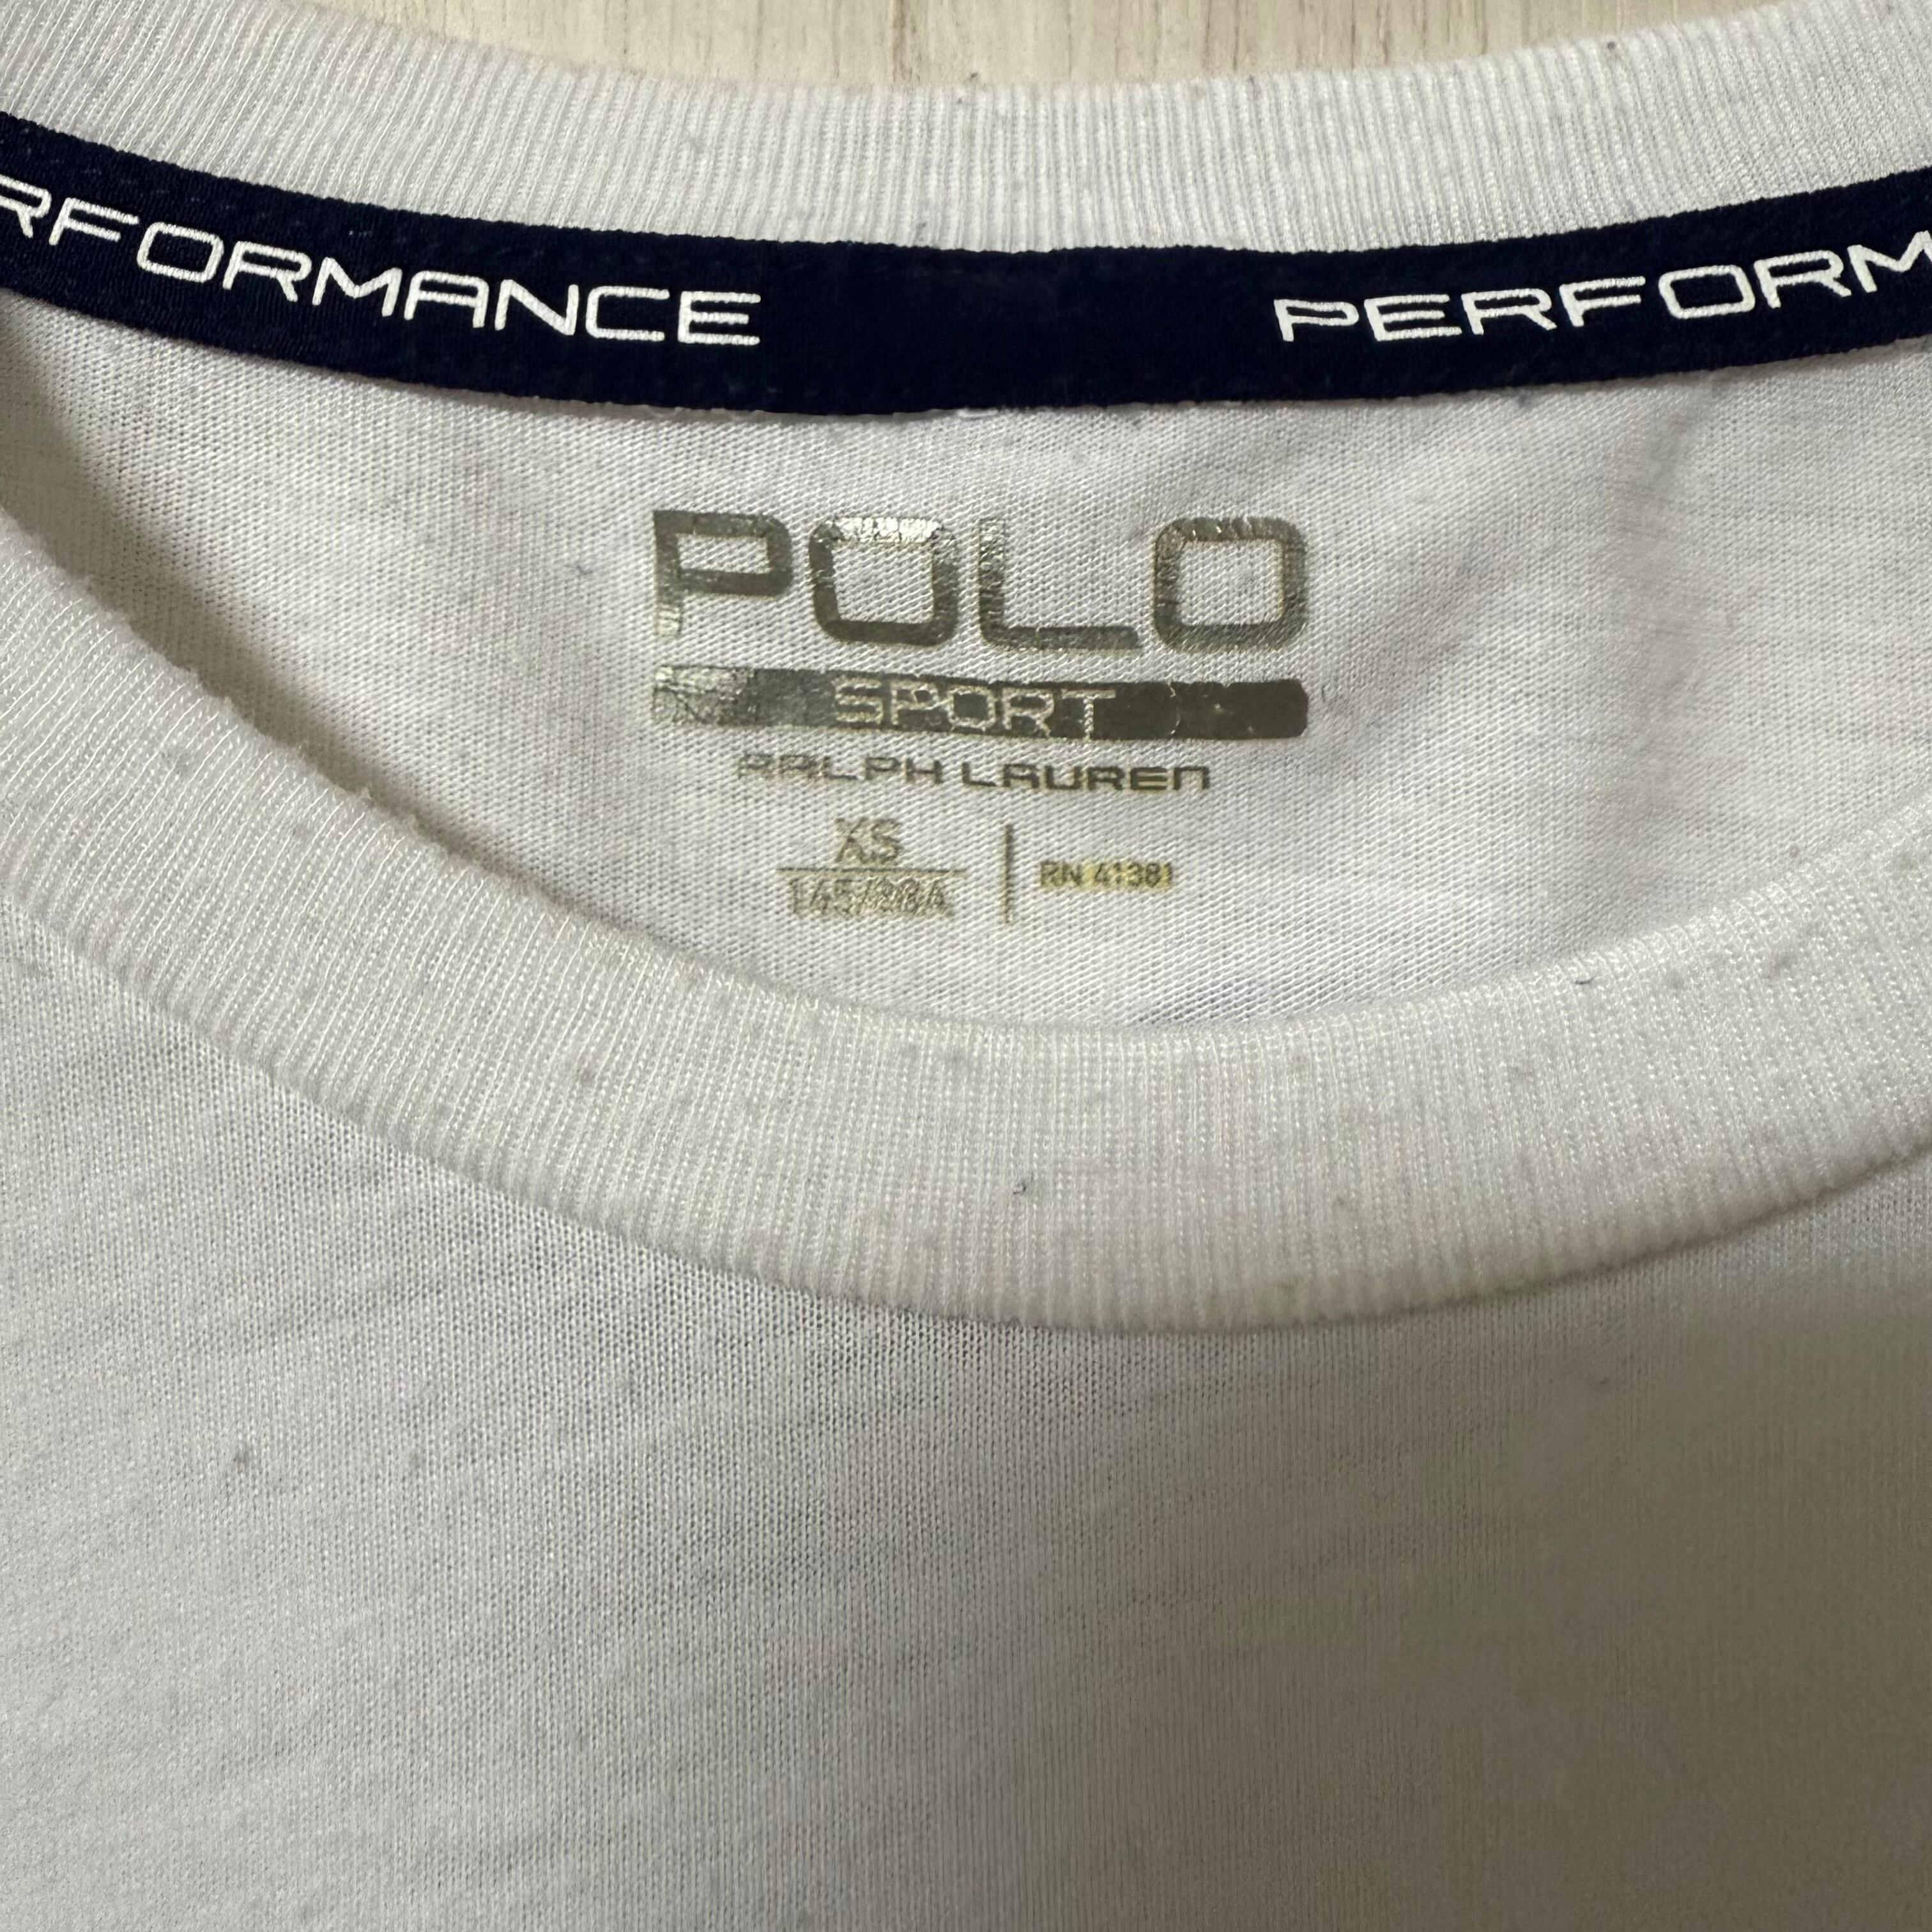 RFORMANCE PERFORM
POLO
SPORT
RALPH LAUREN
XS
RN 41381